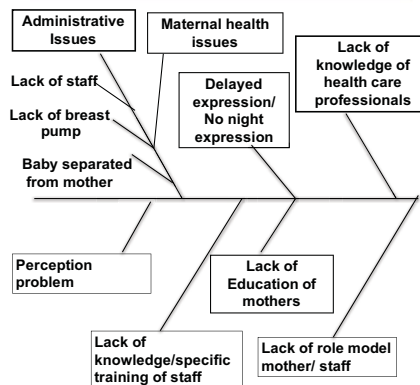 Administrative
Issues
Maternal health
issues
Lack of
knowledge of
health care
professionals
Lack of staff
Delayed
expression/
No night
expression
Lack of breast
pump
Baby separated
from mother
Perception
problem
Lack of
Education of
mothers
Lack of
knowledge/specific
training of staff
Lack of role model
mother/ staff